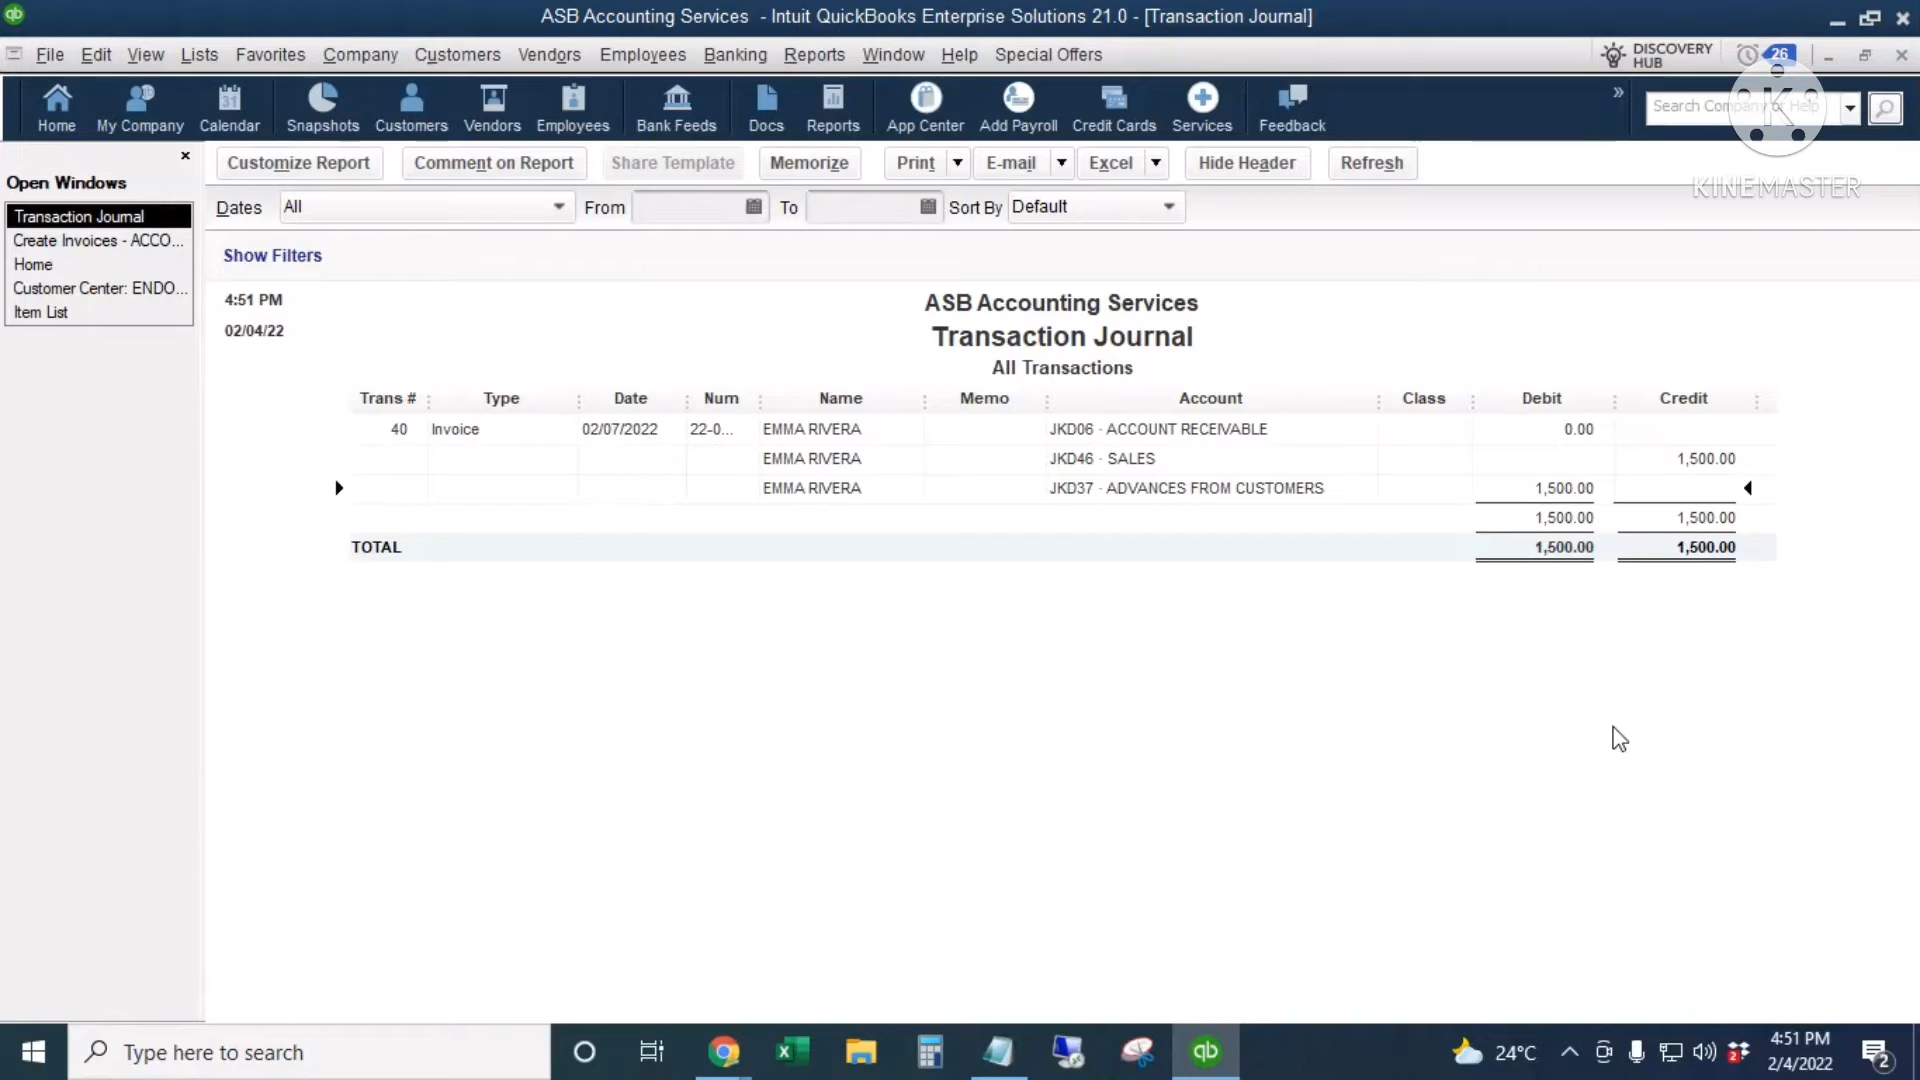 ASB Accounting Services - Intuit QuickBooks Enterprise Solutions 21.0 - [Transaction Journal]
File Edit View Lists Favorites Company Customers Vendors Employees Banking Reports Window Help Special Offers DISCOVERY HUB 26
Home My Company Calendar Snapshots Customers Vendors Employees Bank Feeds Docs Reports App Center Add Payroll Credit Cards Services Feedback Search Company or Help
KINEMASTER
Open Windows
Transaction Journal
Create Invoices - ACCO...
Home
Customer Center: ENDO...
Item List
Customize Report Comment on Report Share Template Memorize Print E-mail Excel Hide Header Refresh
Dates All From To Sort By Default
Show Filters
4:51 PM
02/04/22
ASB Accounting Services
Transaction Journal
All Transactions
Trans # Type Date Num Name Memo Account Class Debit Credit
40 Invoice 02/07/2022 22-0... EMMA RIVERA JKD06 · ACCOUNT RECEIVABLE 0.00
EMMA RIVERA JKD46 · SALES 1,500.00
EMMA RIVERA JKD37 · ADVANCES FROM CUSTOMERS 1,500.00
1,500.00 1,500.00
TOTAL 1,500.00 1,500.00
Type here to search
24°C
4:51 PM
2/4/2022
2